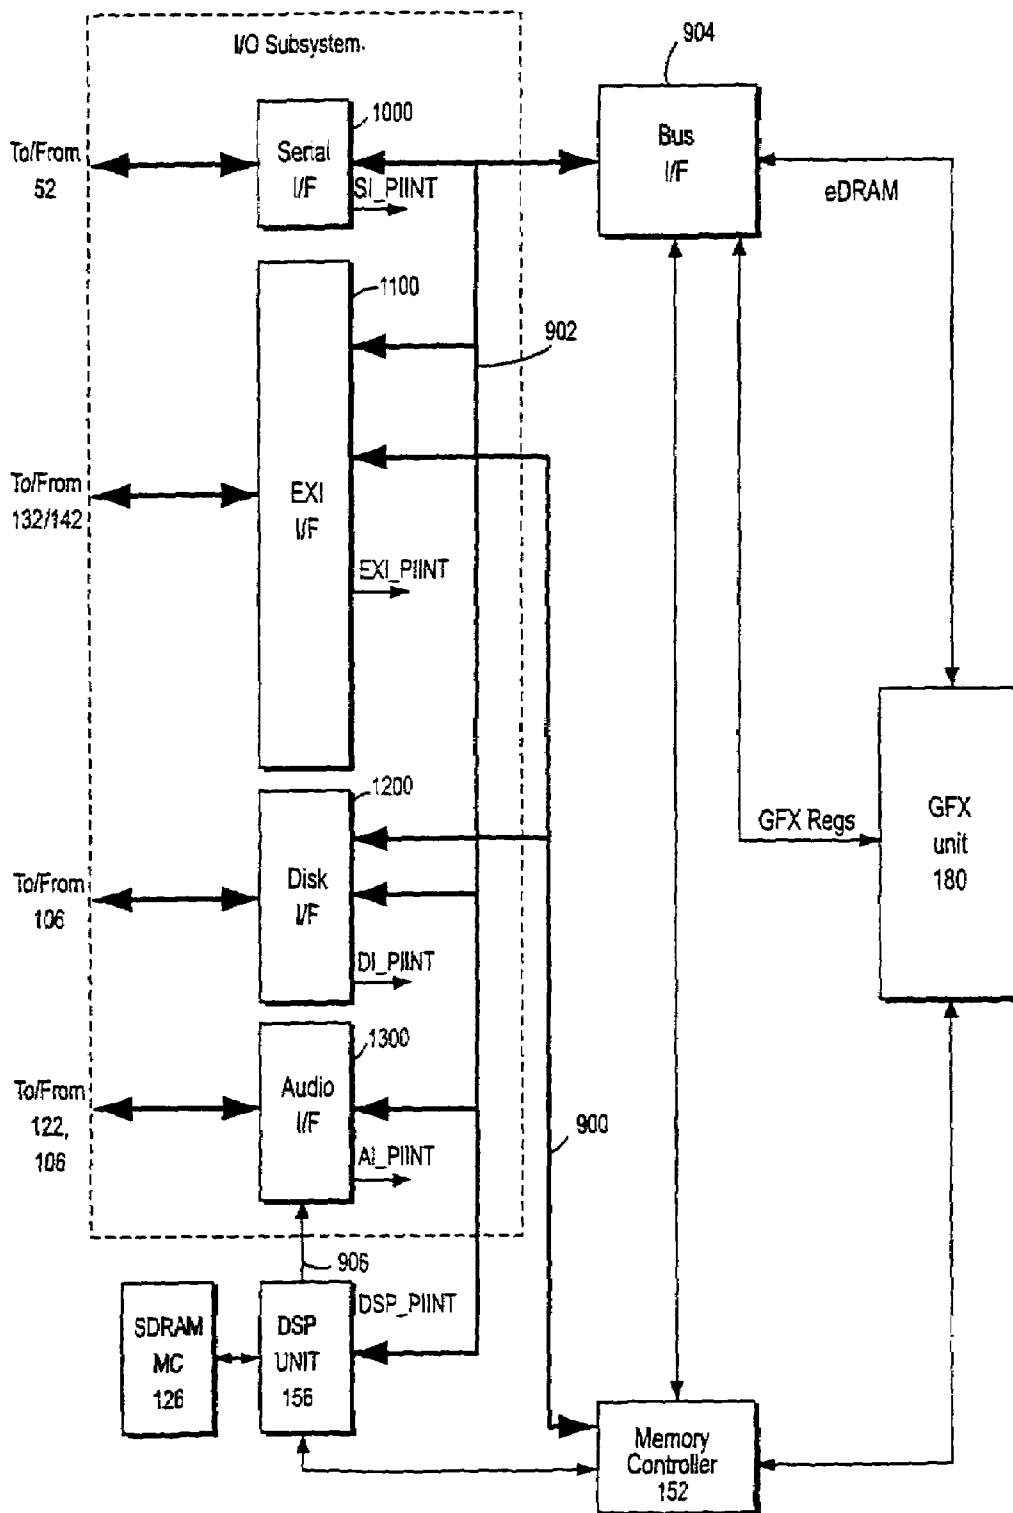 I/O Subsystem.
904
1000
Serial
I/F
Bus
I/F
To/From
52
SI_PIINT
eDRAM
1100
902
To/From
132/142
EXI
I/F
EXI_PIINT
1200
GFX Regs
GFX
unit
180
To/From
106
Disk
I/F
DI_PIINT
1300
To/From
122,
106
Audio
I/F
900
AI_PIINT
906
DSP_PIINT
SDRAM
MC
126
DSP
UNIT
156
Memory
Controller
152